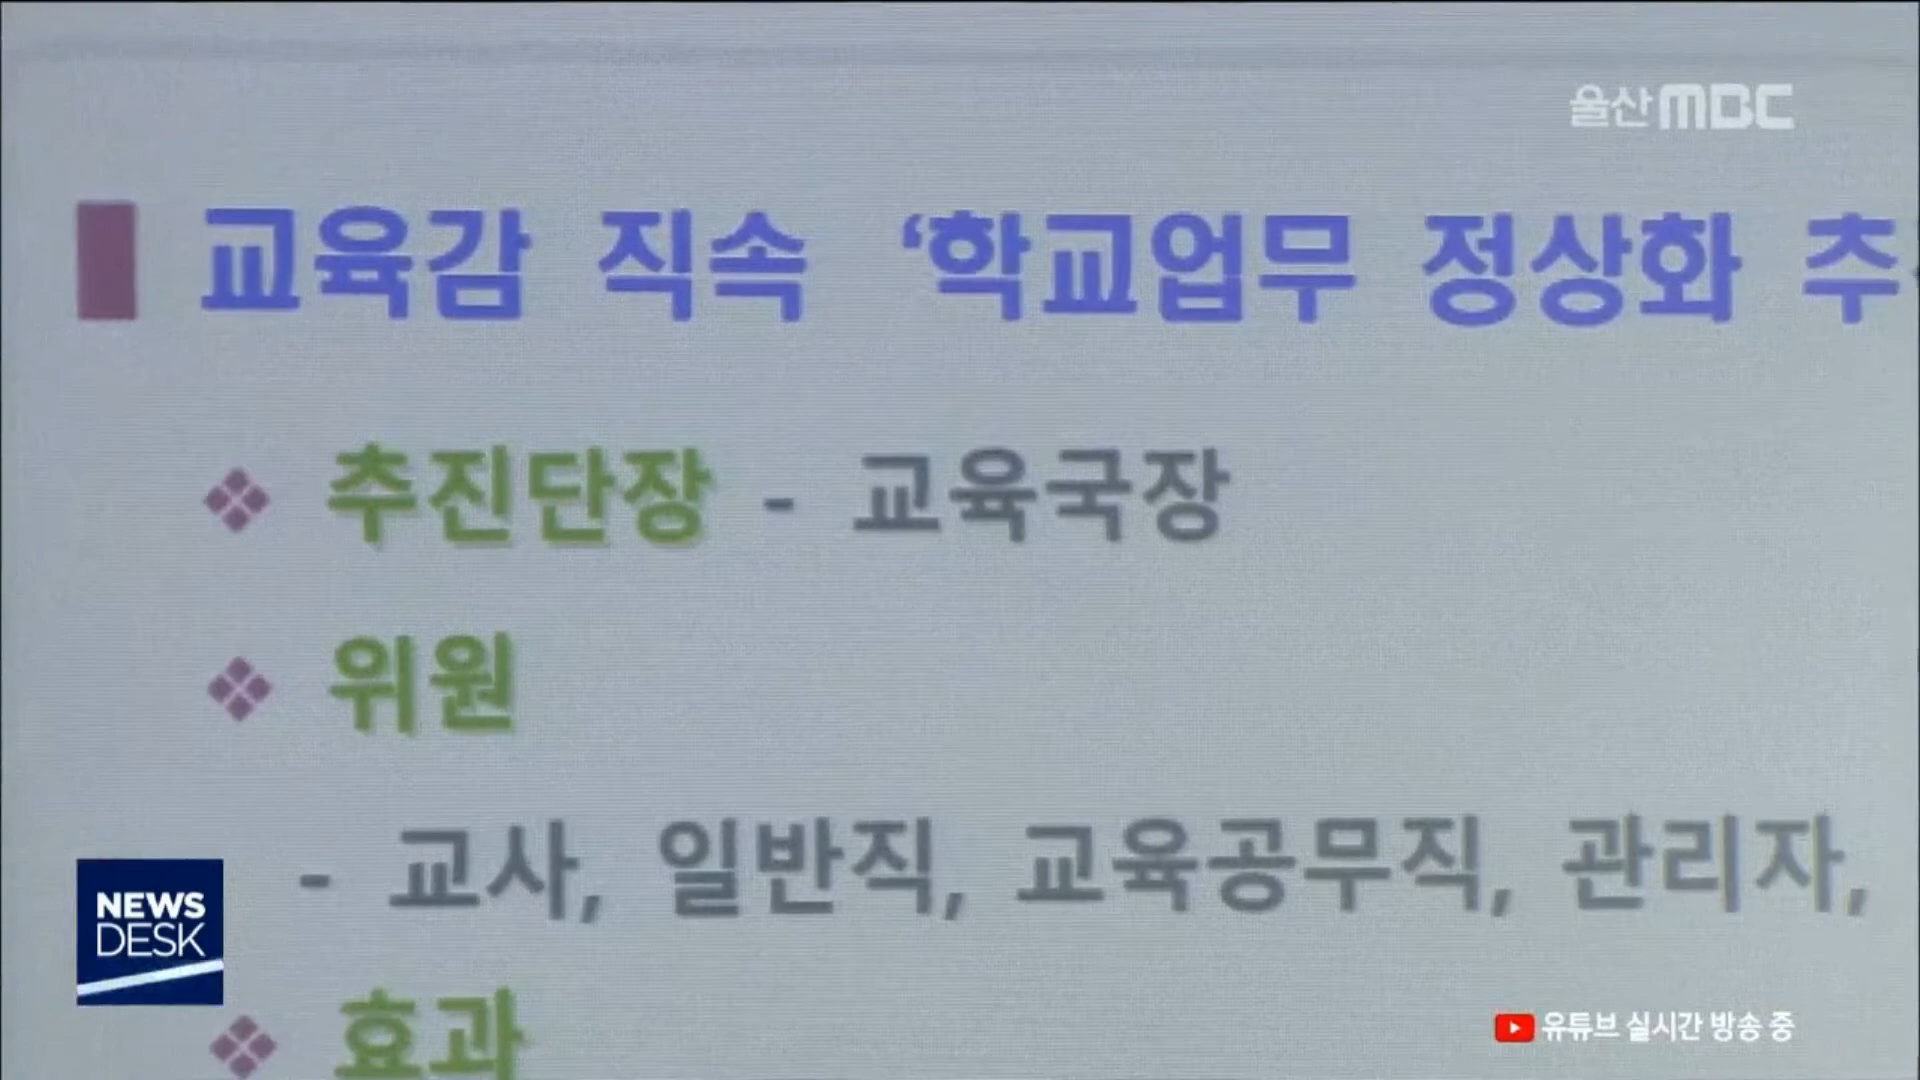 울산MBC
교육감 직속 ‘학교업무 정상화 추
추진단장 - 교육국장
위원
- 교사, 일반직, 교육공무직, 관리자,
NEWS
DESK
효과
유튜브 실시간 방송 중